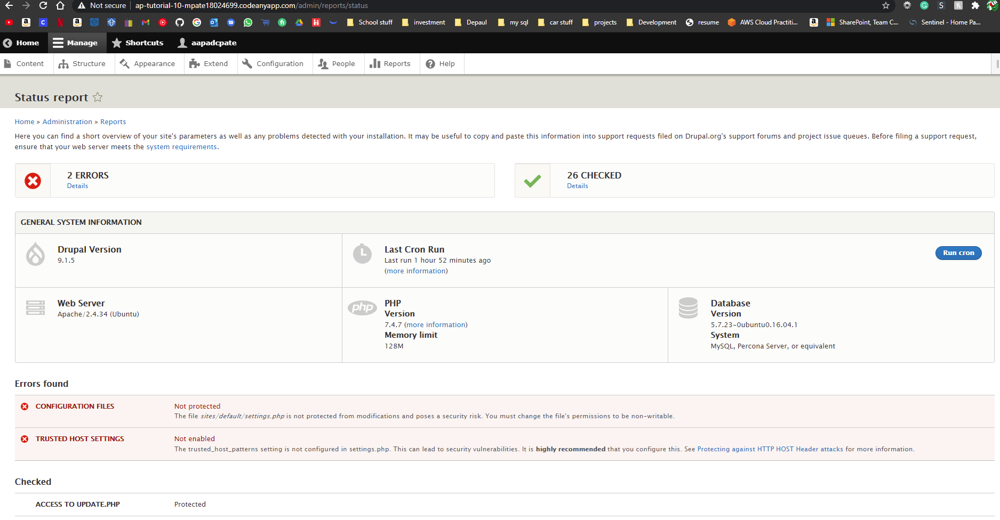 Not secure | ap-tutorial-10-mpate18024699.codeanyapp.com/admin/reports/status
School stuff investment Depaul my sql car stuff projects Development resume AWS Cloud Practiti... SharePoint, Team C... Sentinel - Home Pa...
Home Manage Shortcuts aapadcpate
Content Structure Appearance Extend Configuration People Reports Help
Status report
Home » Administration » Reports
Here you can find a short overview of your site's parameters as well as any problems detected with your installation. It may be useful to copy and paste this information into support requests filed on Drupal.org's support forums and project issue queues. Before filing a support request,
ensure that your web server meets the system requirements.
2 ERRORS
Details
26 CHECKED
Details
GENERAL SYSTEM INFORMATION
Drupal Version
9.1.5
Last Cron Run
Last run 1 hour 52 minutes ago
(more information)
Run cron
Web Server
Apache/2.4.34 (Ubuntu)
php
PHP
Version
7.4.7 (more information)
Memory limit
128M
Database
Version
5.7.23-0ubuntu0.16.04.1
System
MySQL, Percona Server, or equivalent
Errors found
CONFIGURATION FILES
Not protected
The file sites/default/settings.php is not protected from modifications and poses a security risk. You must change the file's permissions to be non-writable.
TRUSTED HOST SETTINGS
Not enabled
The trusted_host_patterns setting is not configured in settings.php. This can lead to security vulnerabilities. It is highly recommended that you configure this. See Protecting against HTTP HOST Header attacks for more information.
Checked
ACCESS TO UPDATE.PHP
Protected